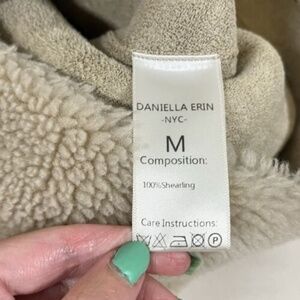 DANIELLA ERIN
-NYC-
M
Composition:
100%Shearling
Care Instructions:
P